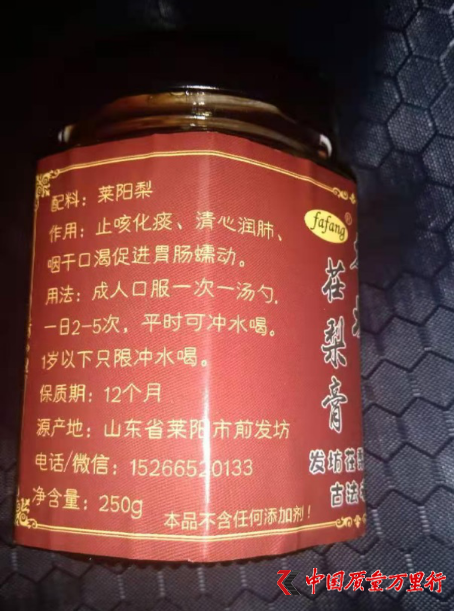 配料：莱阳梨
作用：止咳化痰、清心润肺、
咽干口渴促进胃肠蠕动。
用法：成人口服一次一汤勺.
一日2-5次，平时可冲水喝。
1岁以下只限冲水喝。
保质期：12个月
源产地：山东省莱阳市前发坊
电话/微信：15266520133
净含量：250g
本品不含任何添加剂！
fafang®
茌梨膏
发坊茌
古法
中国质量万里行